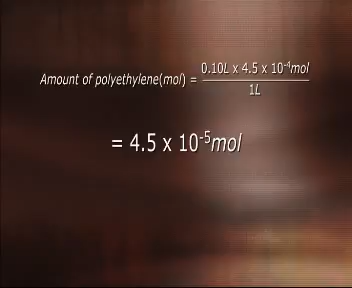 Amount of polyethylene(mol) = 0.10L x 4.5 x 10⁻⁴mol / 1L
= 4.5 x 10⁻⁵mol